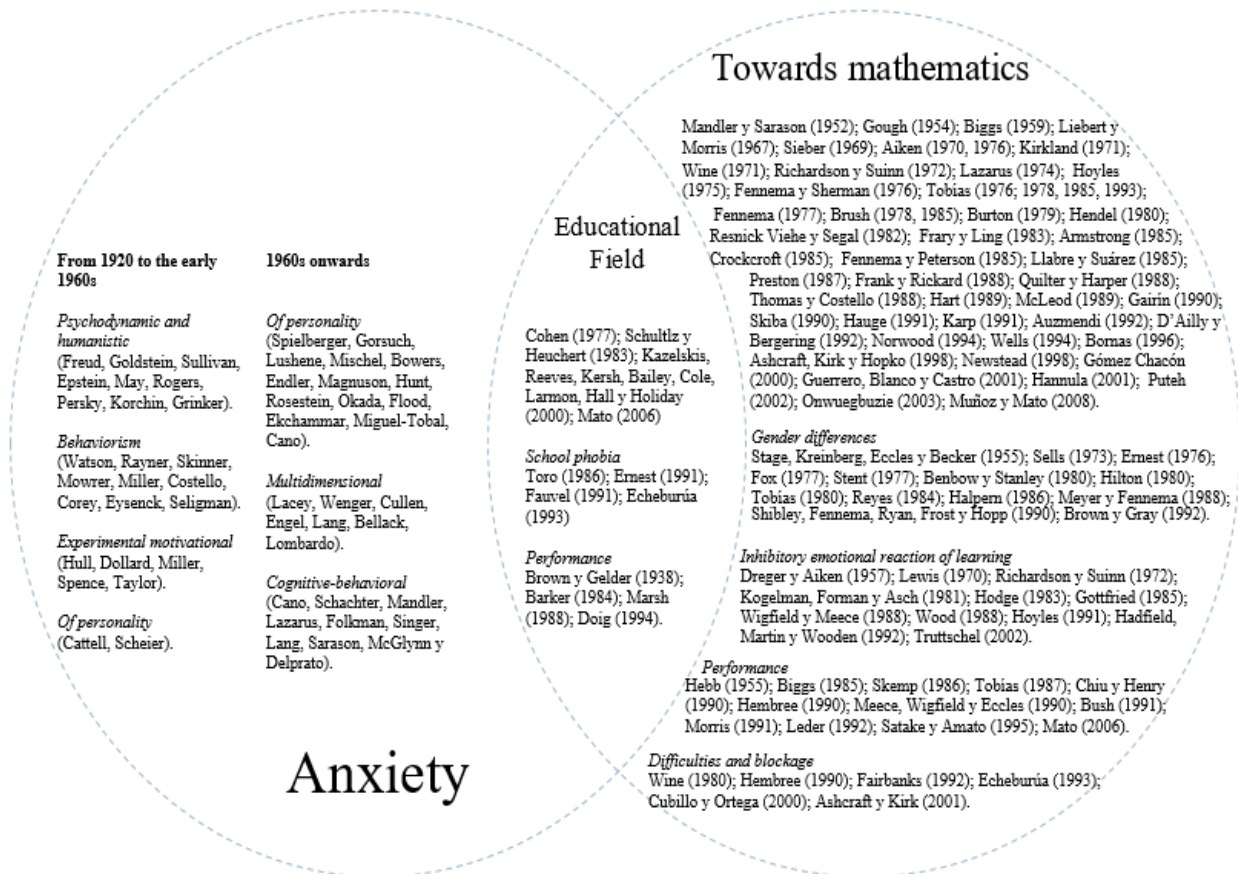 Towards mathematics
Mandler y Sarason (1952); Gough (1954); Biggs (1959); Liebert y
Morris (1967); Sieber (1969); Aiken (1970, 1976); Kirkland (1971);
Wine (1971); Richardson y Suinn (1972); Lazarus (1974); Hoyles
(1975); Fennema y Sherman (1976); Tobias (1976; 1978, 1985, 1993);
Fennema (1977); Brush (1978, 1985); Burton (1979); Hendel (1980);
Resnick Viehe y Segal (1982); Frary y Ling (1983); Armstrong (1985);
Crockcroft (1985); Fennema y Peterson (1985); Llabre y Suárez (1985);
Preston (1987); Frank y Rickard (1988); Quilter y Harper (1988);
Thomas y Costello (1988); Hart (1989); McLeod (1989); Gairín (1990);
Skiba (1990); Hauge (1991); Karp (1991); Auzmendi (1992); D'Ailly y
Bergering (1992); Norwood (1994); Wells (1994); Bornas (1996);
Ashcraft, Kirk y Hopko (1998); Newstead (1998); Gómez Chacón
(2000); Guerrero, Blanco y Castro (2001); Hannula (2001); Puteh
(2002); Onwuegbuzie (2003); Muñoz y Mato (2008).
Gender differences
Stage, Kreinberg, Eccles y Becker (1955); Sells (1973); Ernest (1976);
Fox (1977); Stent (1977); Benbow y Stanley (1980); Hilton (1980);
Tobias (1980); Reyes (1984); Halpern (1986); Meyer y Fennema (1988);
Shibley, Fennema, Ryan, Frost y Hopp (1990); Brown y Gray (1992).
Inhibitory emotional reaction of learning
Dreger y Aiken (1957); Lewis (1970); Richardson y Suinn (1972);
Kogelman, Forman y Asch (1981); Hodge (1983); Gottfried (1985);
Wigfield y Meece (1988); Wood (1988); Hoyles (1991); Hadfield,
Martin y Wooden (1992); Truttschel (2002).
Performance
Hebb (1955); Biggs (1985); Skemp (1986); Tobías (1987); Chiu y Henry
(1990); Hembree (1990); Meece, Wigfield y Eccles (1990); Bush (1991);
Morris (1991); Leder (1992); Satake y Amato (1995); Mato (2006).
Difficulties and blockage
Wine (1980); Hembree (1990); Fairbanks (1992); Echeburúa (1993);
Cubillo y Ortega (2000); Ashcraft y Kirk (2001).
Educational
Field
Cohen (1977); Schultlz y
Heuchert (1983); Kazelskis,
Reeves, Kersh, Bailey, Cole,
Larmon, Hall y Holiday
(2000); Mato (2006)
School phobia
Toro (1986); Ernest (1991);
Fauvel (1991); Echeburúa
(1993)
Performance
Brown y Gelder (1938);
Barker (1984); Marsh
(1988); Doig (1994).
From 1920 to the early
1960s
Psychodynamic and
humanistic
(Freud, Goldstein, Sullivan,
Epstein, May, Rogers,
Persky, Korchin, Grinker).
Behaviorism
(Watson, Rayner, Skinner,
Mowrer, Miller, Costello,
Corey, Eysenck, Seligman).
Experimental motivational
(Hull, Dollard, Miller,
Spence, Taylor).
Of personality
(Cattell, Scheier).
1960s onwards
Of personality
(Spielberger, Gorsuch,
Lushene, Mischel, Bowers,
Endler, Magnuson, Hunt,
Rosestein, Okada, Flood,
Ekchammar, Miguel-Tobal,
Cano).
Multidimensional
(Lacey, Wenger, Cullen,
Engel, Lang, Bellack,
Lombardo).
Cognitive-behavioral
(Cano, Schachter, Mandler,
Lazarus, Folkman, Singer,
Lang, Sarason, McGlynn y
Delprato).
Anxiety